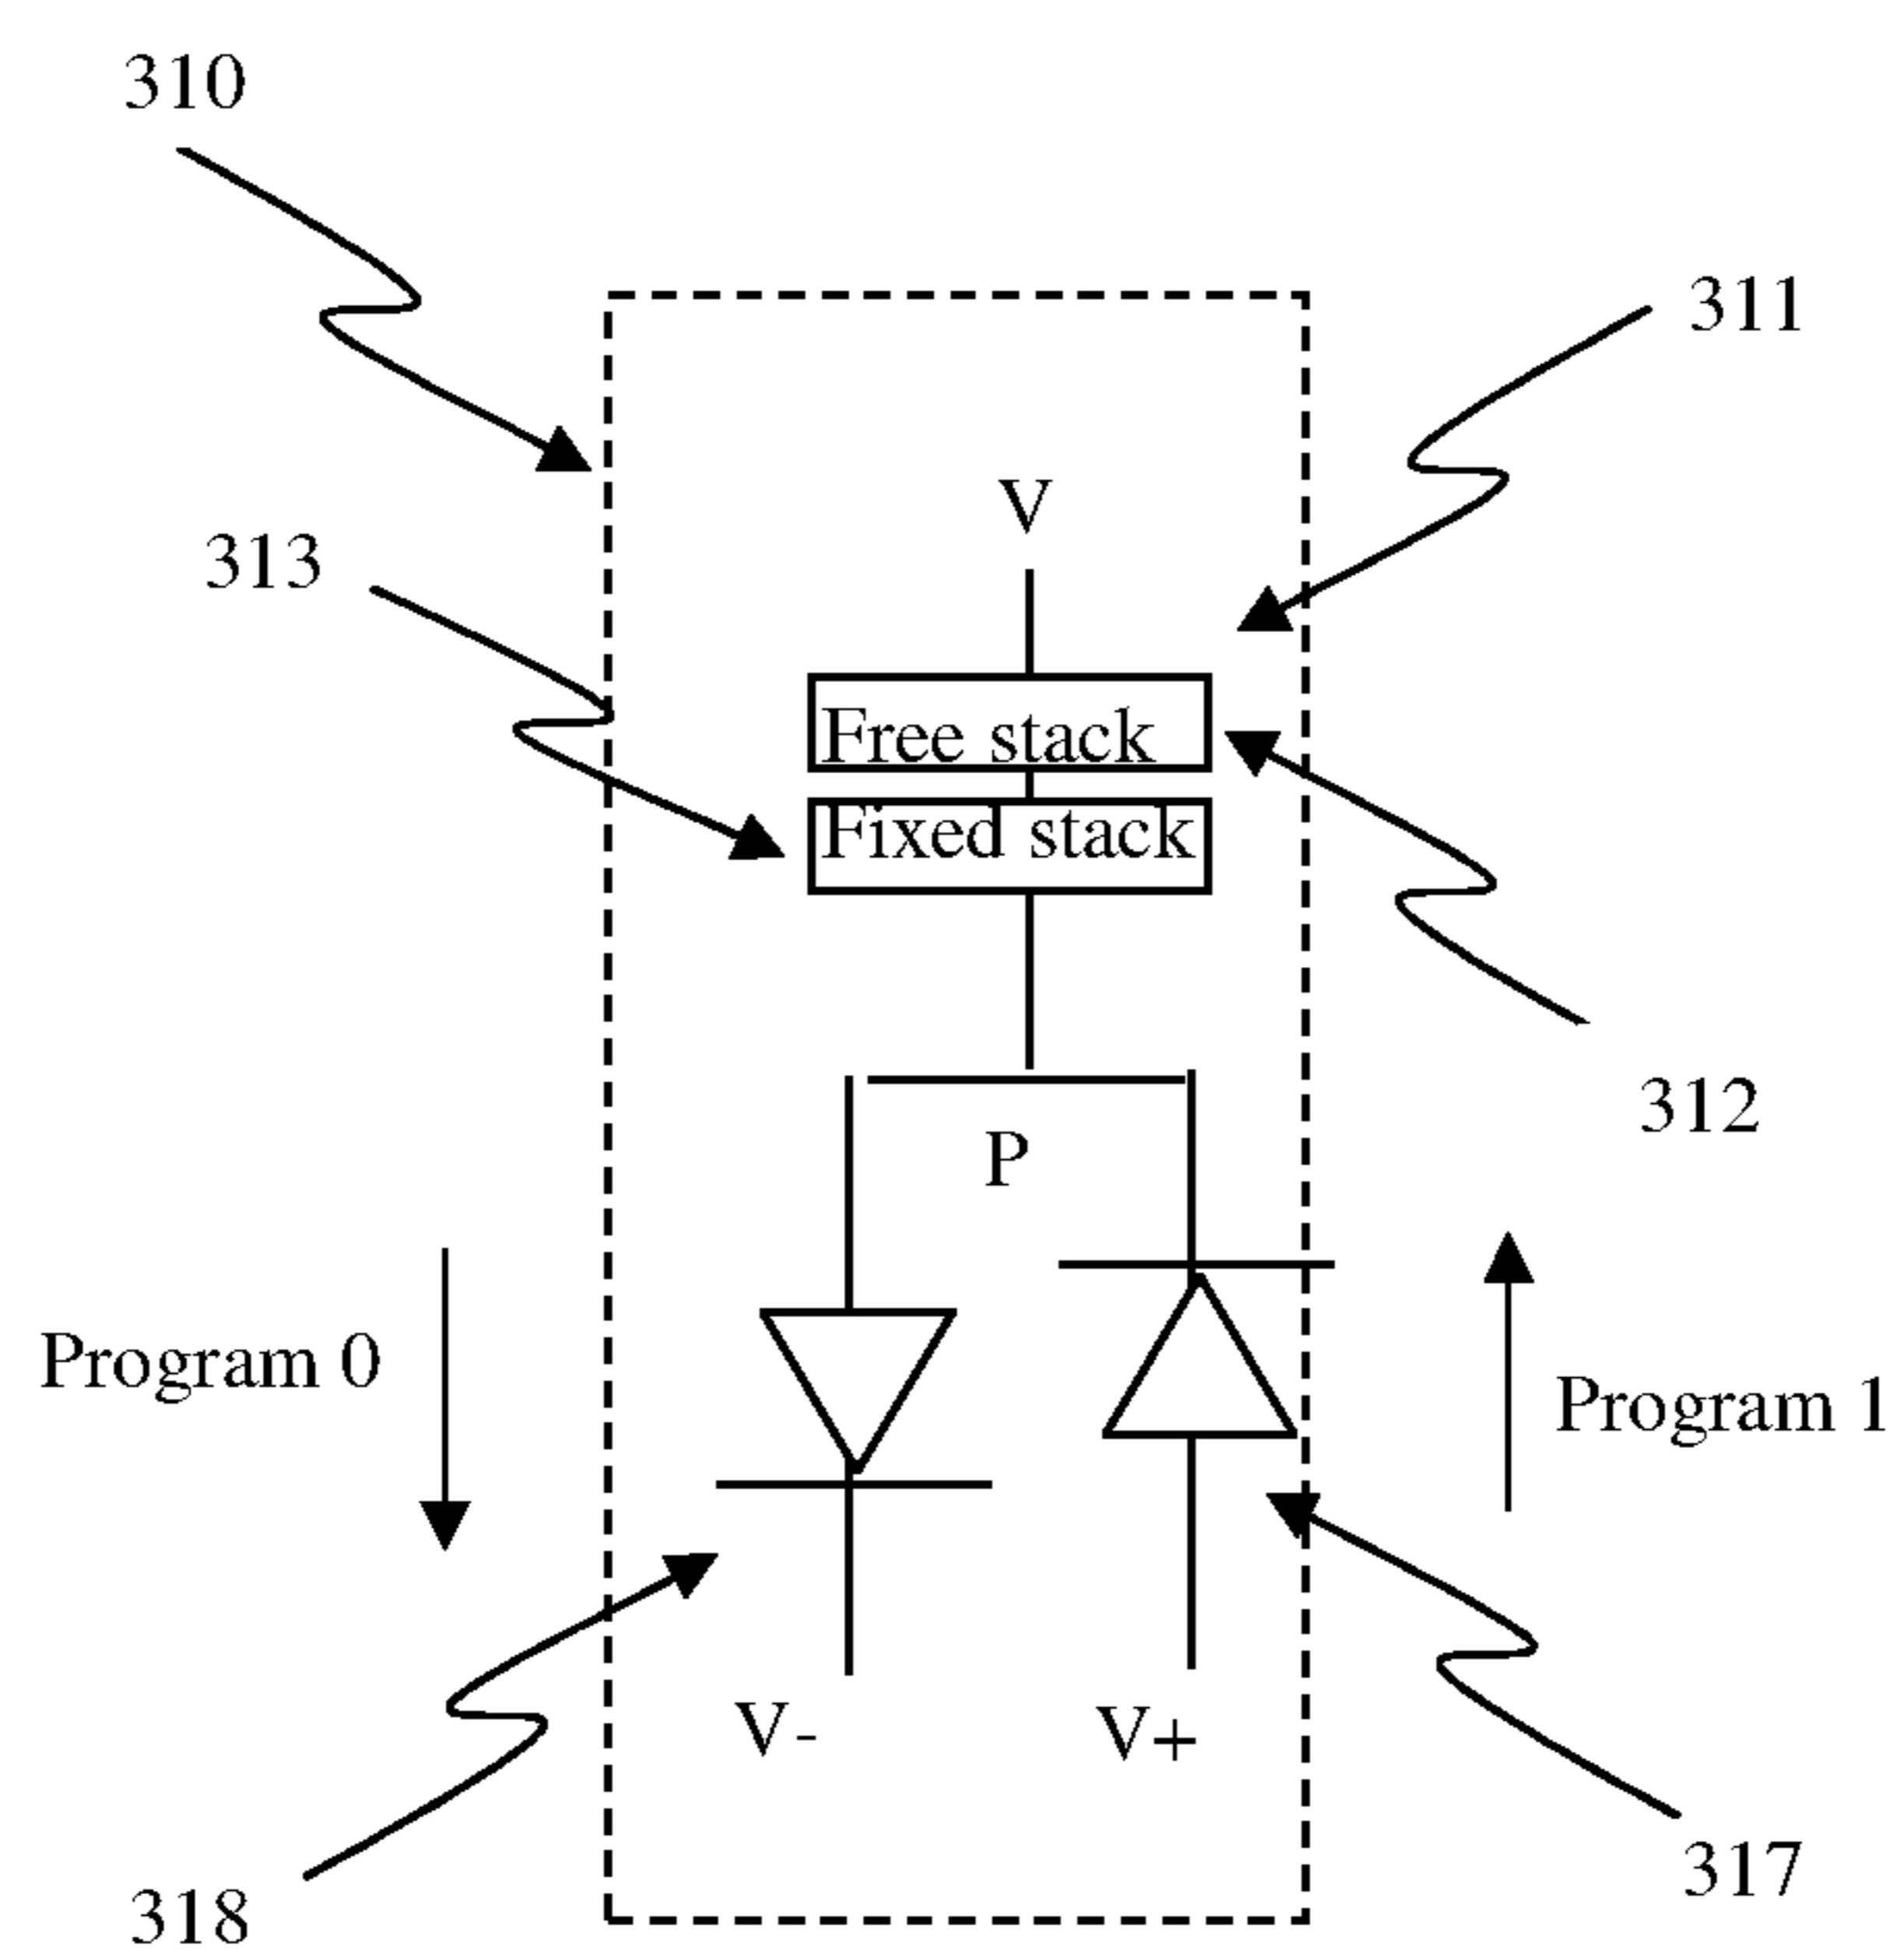 310
311
V
313
Free stack
Fixed stack
312
P
Program 0
Program 1
V-
V+
317
318